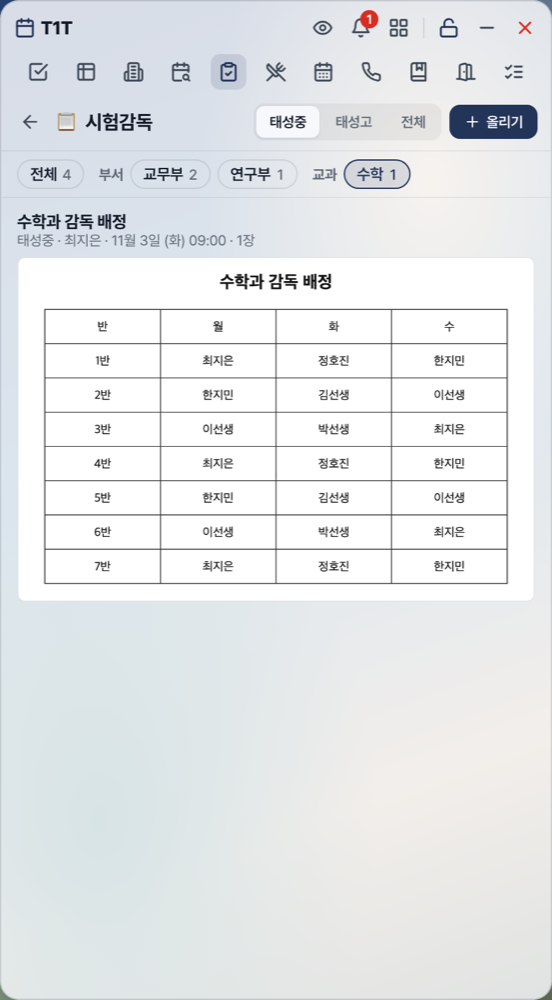 T1T
1
시험감독
태성중 태성고 전체
+ 올리기
전체 4 부서 교무부 2 연구부 1 교과 수학 1
수학과 감독 배정
태성중 · 최지은 · 11월 3일 (화) 09:00 · 1장
수학과 감독 배정
반 월 화 수
1반 최지은 정호진 한지민
2반 한지민 김선생 이선생
3반 이선생 박선생 최지은
4반 최지은 정호진 한지민
5반 한지민 김선생 이선생
6반 이선생 박선생 최지은
7반 최지은 정호진 한지민